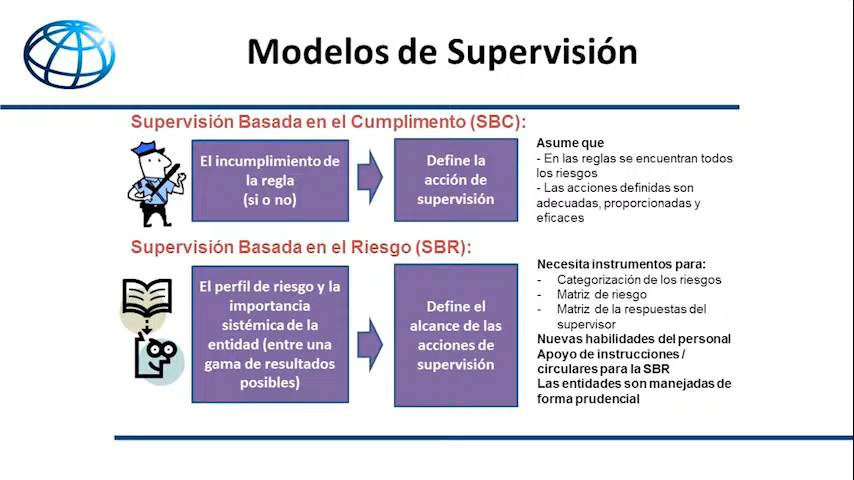 Modelos de Supervisión
Supervisión Basada en el Cumplimento (SBC):
El incumplimiento de
la regla
(si o no)
Define la
acción de
supervisión
Asume que
- En las reglas se encuentran todos
los riesgos
- Las acciones definidas son
adecuadas, proporcionadas y
eficaces
Supervisión Basada en el Riesgo (SBR):
El perfil de riesgo y la
importancia
sistémica de la
entidad (entre una
gama de resultados
posibles)
Define el
alcance de las
acciones de
supervisión
Necesita instrumentos para:
- Categorización de los riesgos
- Matriz de riesgo
- Matriz de la respuestas del
supervisor
Nuevas habilidades del personal
Apoyo de instrucciones /
circulares para la SBR
Las entidades son manejadas de
forma prudencial